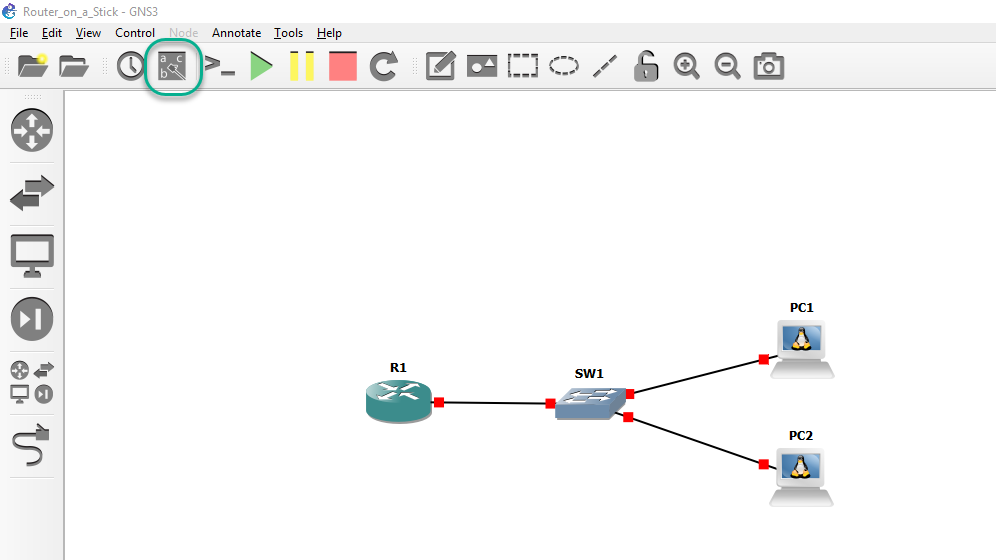 Router_on_a_Stick - GNS3
File Edit View Control Node Annotate Tools Help
a c
b
PC1
R1
SW1
PC2